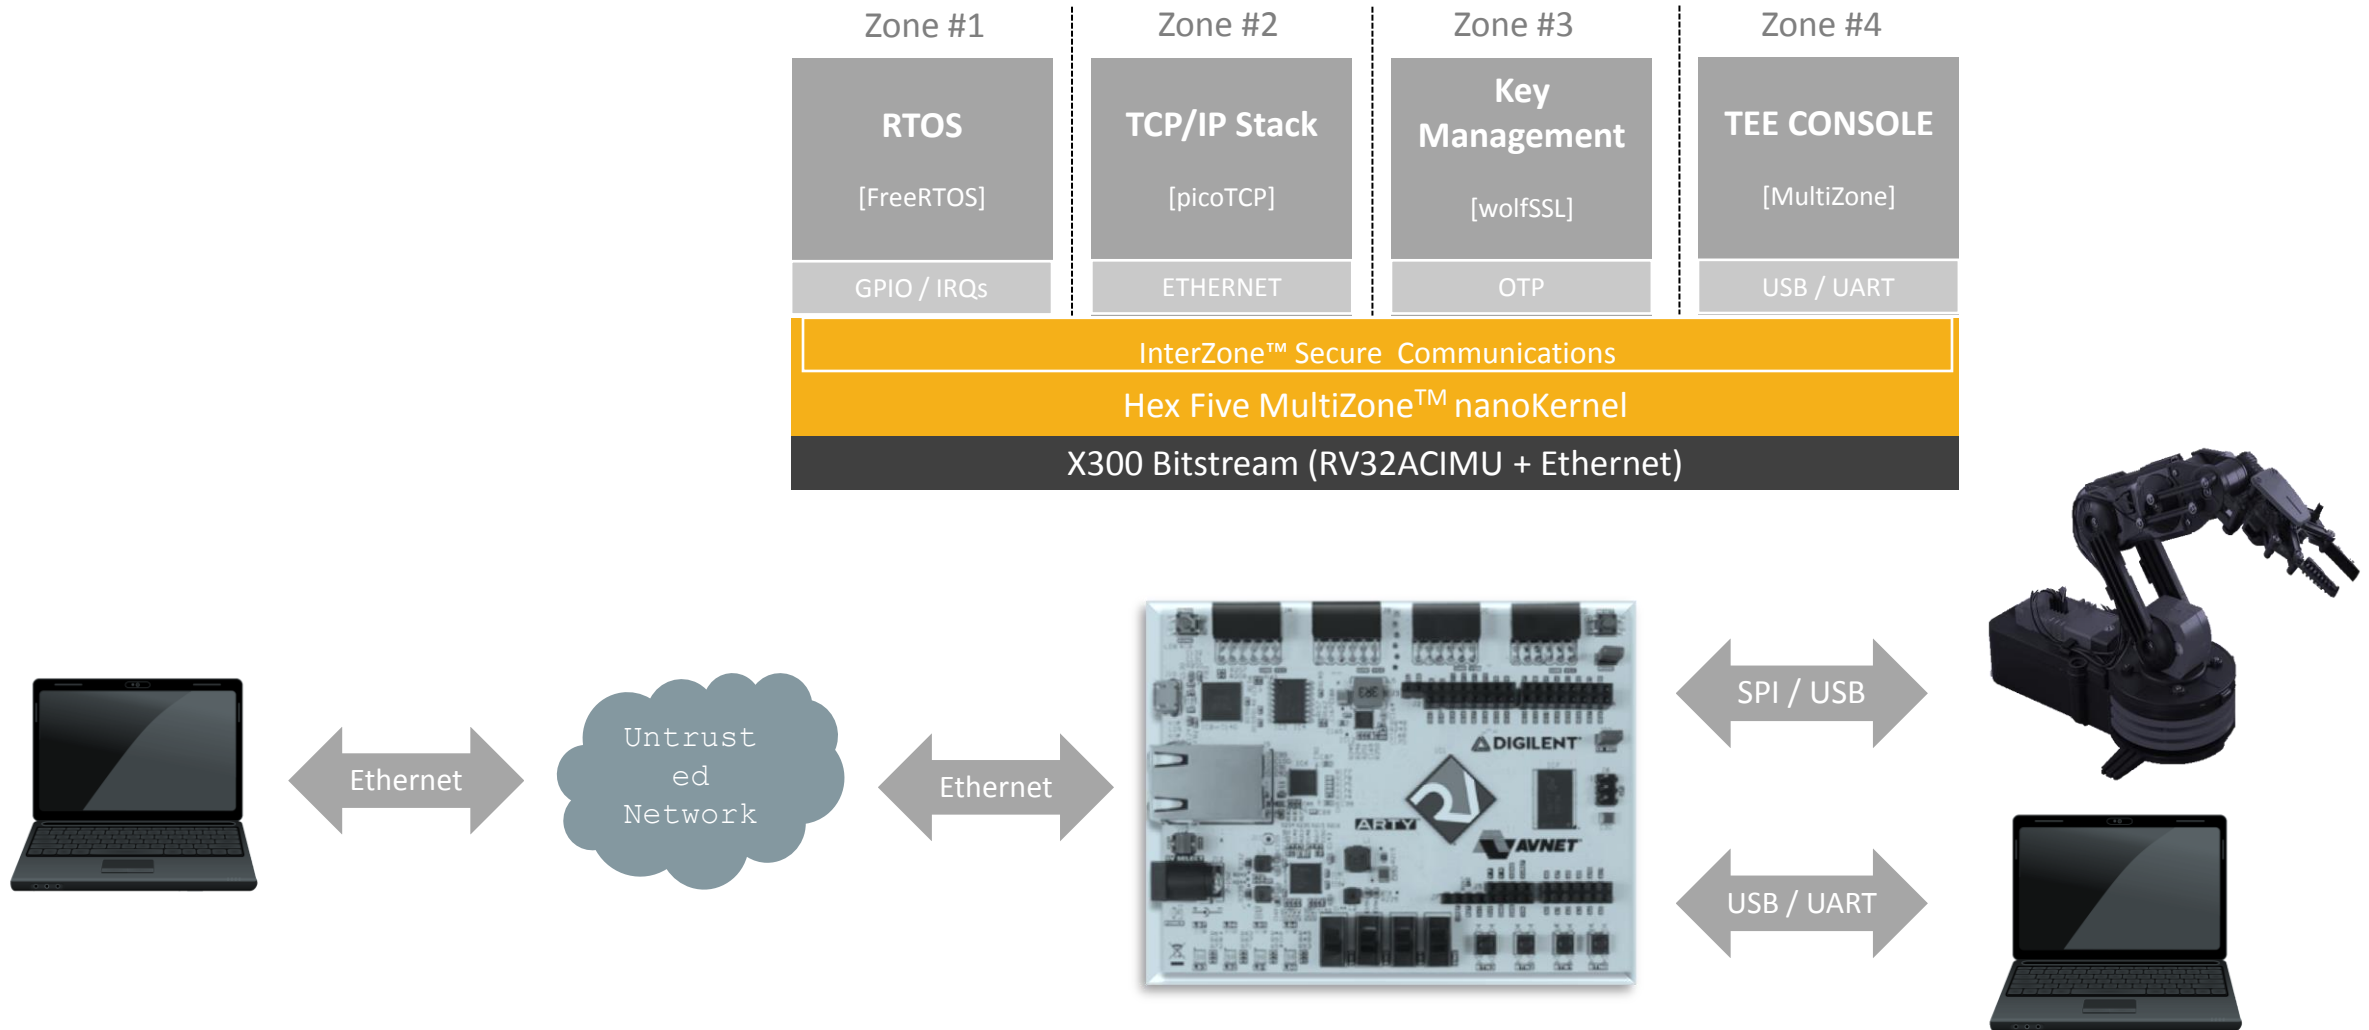 Zone #1
Zone #2
Zone #3
Zone #4
RTOS
[FreeRTOS]
TCP/IP Stack
[picoTCP]
Key
Management
[wolfSSL]
TEE CONSOLE
[MultiZone]
GPIO / IRQs
ETHERNET
OTP
USB / UART
InterZone™ Secure Communications
Hex Five MultiZone™ nanoKernel
X300 Bitstream (RV32ACIMU + Ethernet)
Ethernet
Untrust
ed
Network
Ethernet
DIGILENT
ARTY
AVNET
SPI / USB
USB / UART